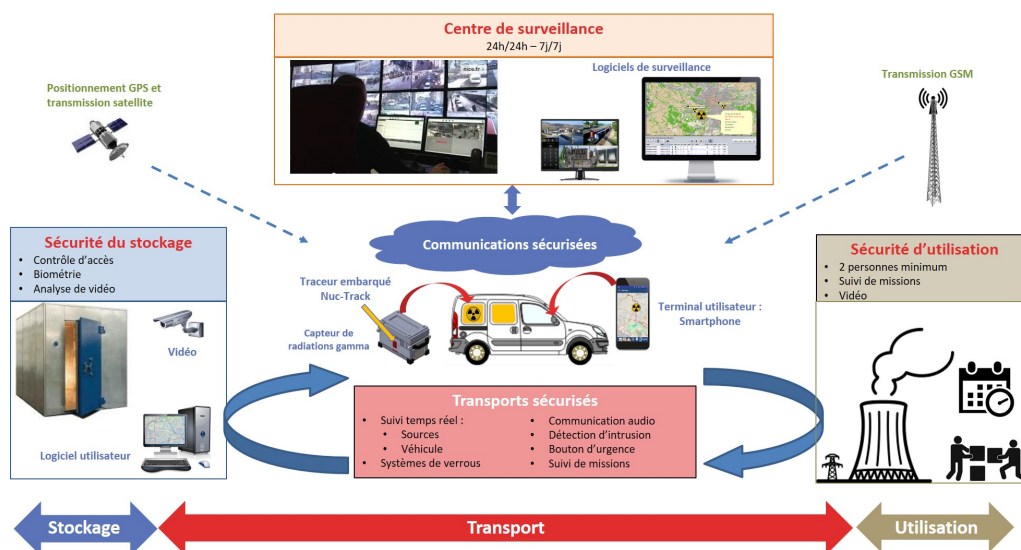 Centre de surveillance
24h/24h – 7j/7j
Logiciels de surveillance
nice.fr
Positionnement GPS et
transmission satellite
Transmission GSM
Communications sécurisées
Sécurité du stockage
• Contrôle d'accès
• Biométrie
• Analyse de vidéo
Vidéo
Logiciel utilisateur
Traceur embarqué
Nuc-Track
Capteur de
radiations gamma
Terminal utilisateur :
Smartphone
Sécurité d'utilisation
• 2 personnes minimum
• Suivi de missions
• Vidéo
Transports sécurisés
• Suivi temps réel :
• Sources
• Véhicule
• Systèmes de verrous
• Communication audio
• Détection d'intrusion
• Bouton d'urgence
• Suivi de missions
Stockage
Transport
Utilisation